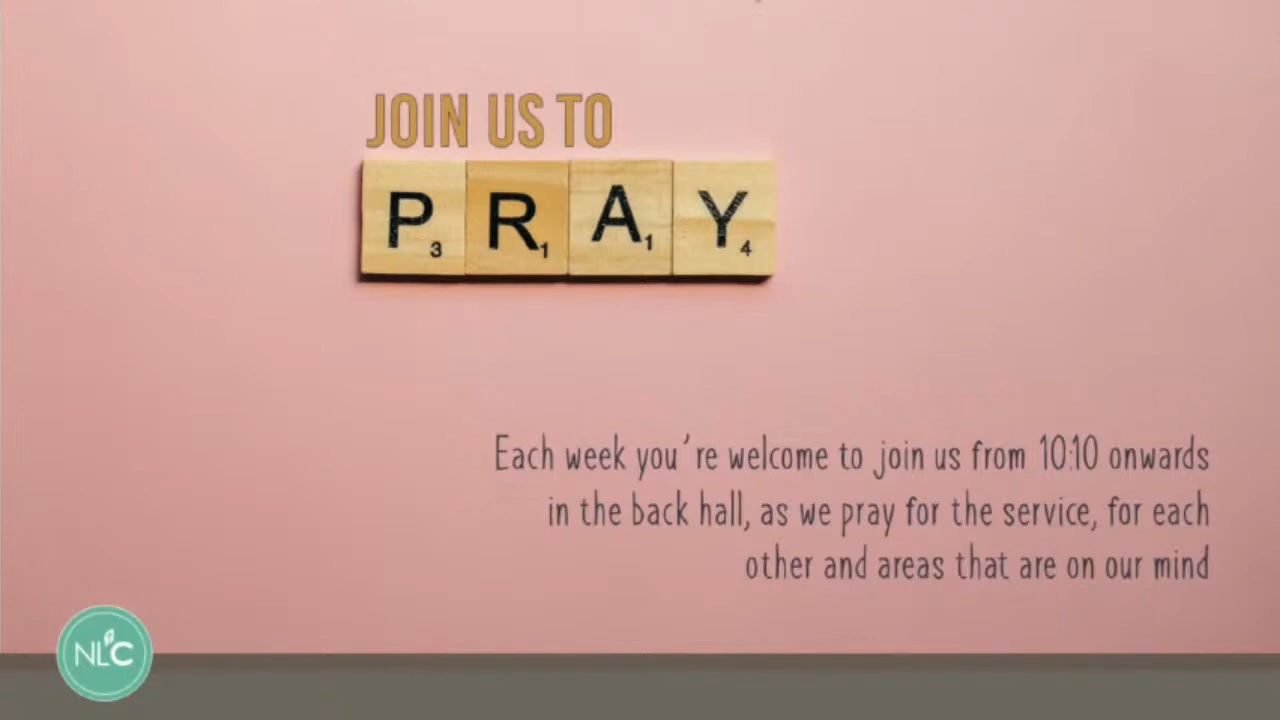 JOIN US TO
P3 R1 A1 Y4
Each week you're welcome to join us from 10:10 onwards
in the back hall, as we pray for the service, for each
other and areas that are on our mind
NLC